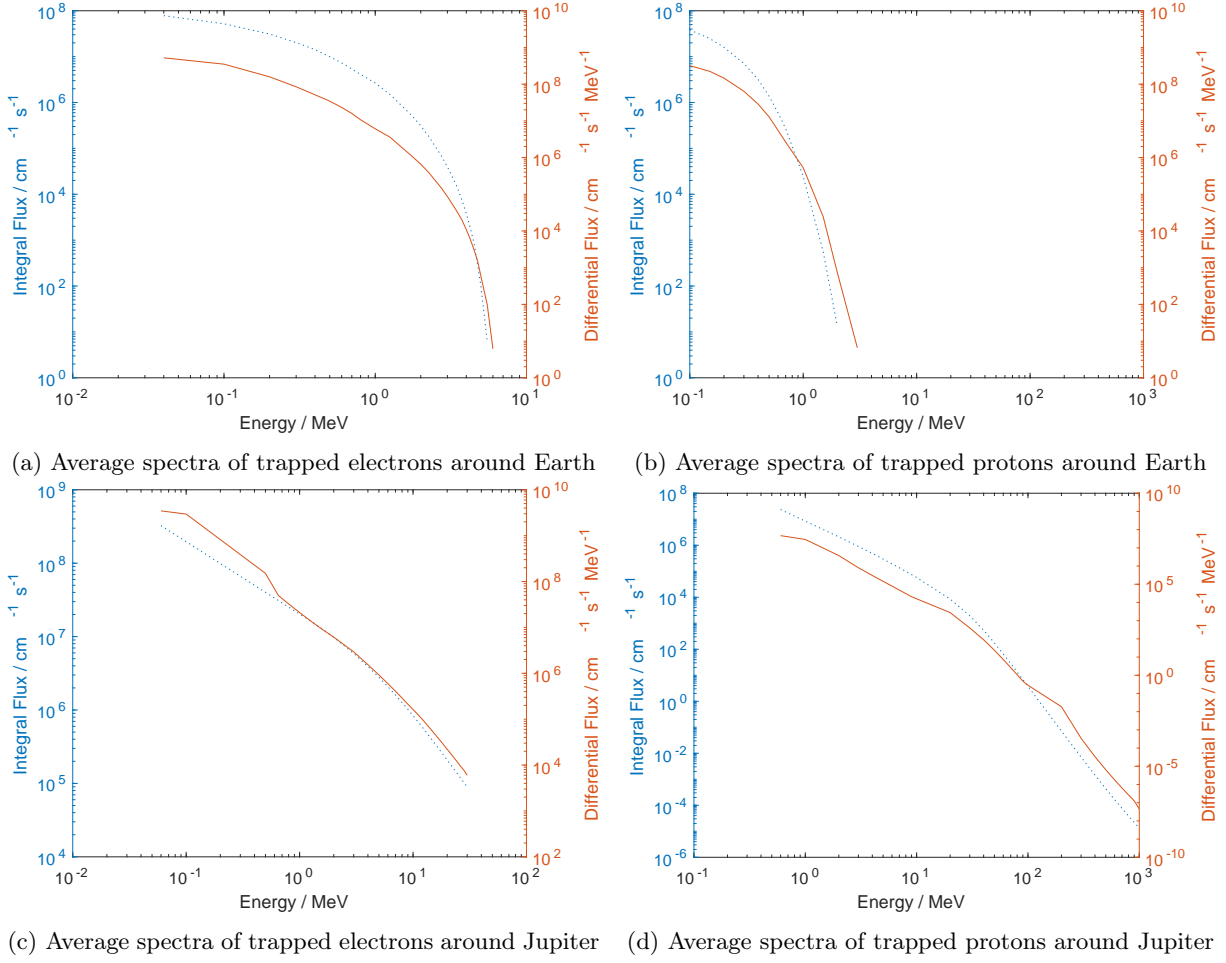 10^8
10^6
10^4
10^2
10^0
Integral Flux / cm -1 s-1
10^10
10^8
10^6
10^4
10^2
10^0
Differential Flux / cm -1 s-1 MeV-1
10^-2 10^-1 10^0 10^1
Energy / MeV
(a) Average spectra of trapped electrons around Earth
10^8
10^6
10^4
10^2
10^0
Integral Flux / cm -1 s-1
10^10
10^8
10^6
10^4
10^2
10^0
Differential Flux / cm -1 s-1 MeV-1
10^-1 10^0 10^1 10^2 10^3
Energy / MeV
(b) Average spectra of trapped protons around Earth
10^9
10^8
10^7
10^6
10^5
10^4
Integral Flux / cm -1 s-1
10^10
10^8
10^6
10^4
10^2
Differential Flux / cm -1 s-1 MeV-1
10^-2 10^-1 10^0 10^1 10^2
Energy / MeV
(c) Average spectra of trapped electrons around Jupiter
10^8
10^6
10^4
10^2
10^0
10^-2
10^-4
10^-6
Integral Flux / cm -1 s-1
10^10
10^5
10^0
10^-5
10^-10
Differential Flux / cm -1 s-1 MeV-1
10^-1 10^0 10^1 10^2 10^3
Energy / MeV
(d) Average spectra of trapped protons around Jupiter